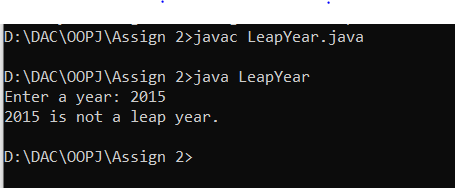 D:\DAC\OOPJ\Assign 2>javac LeapYear.java
D:\DAC\OOPJ\Assign 2>java LeapYear
Enter a year: 2015
2015 is not a leap year.
D:\DAC\OOPJ\Assign 2>